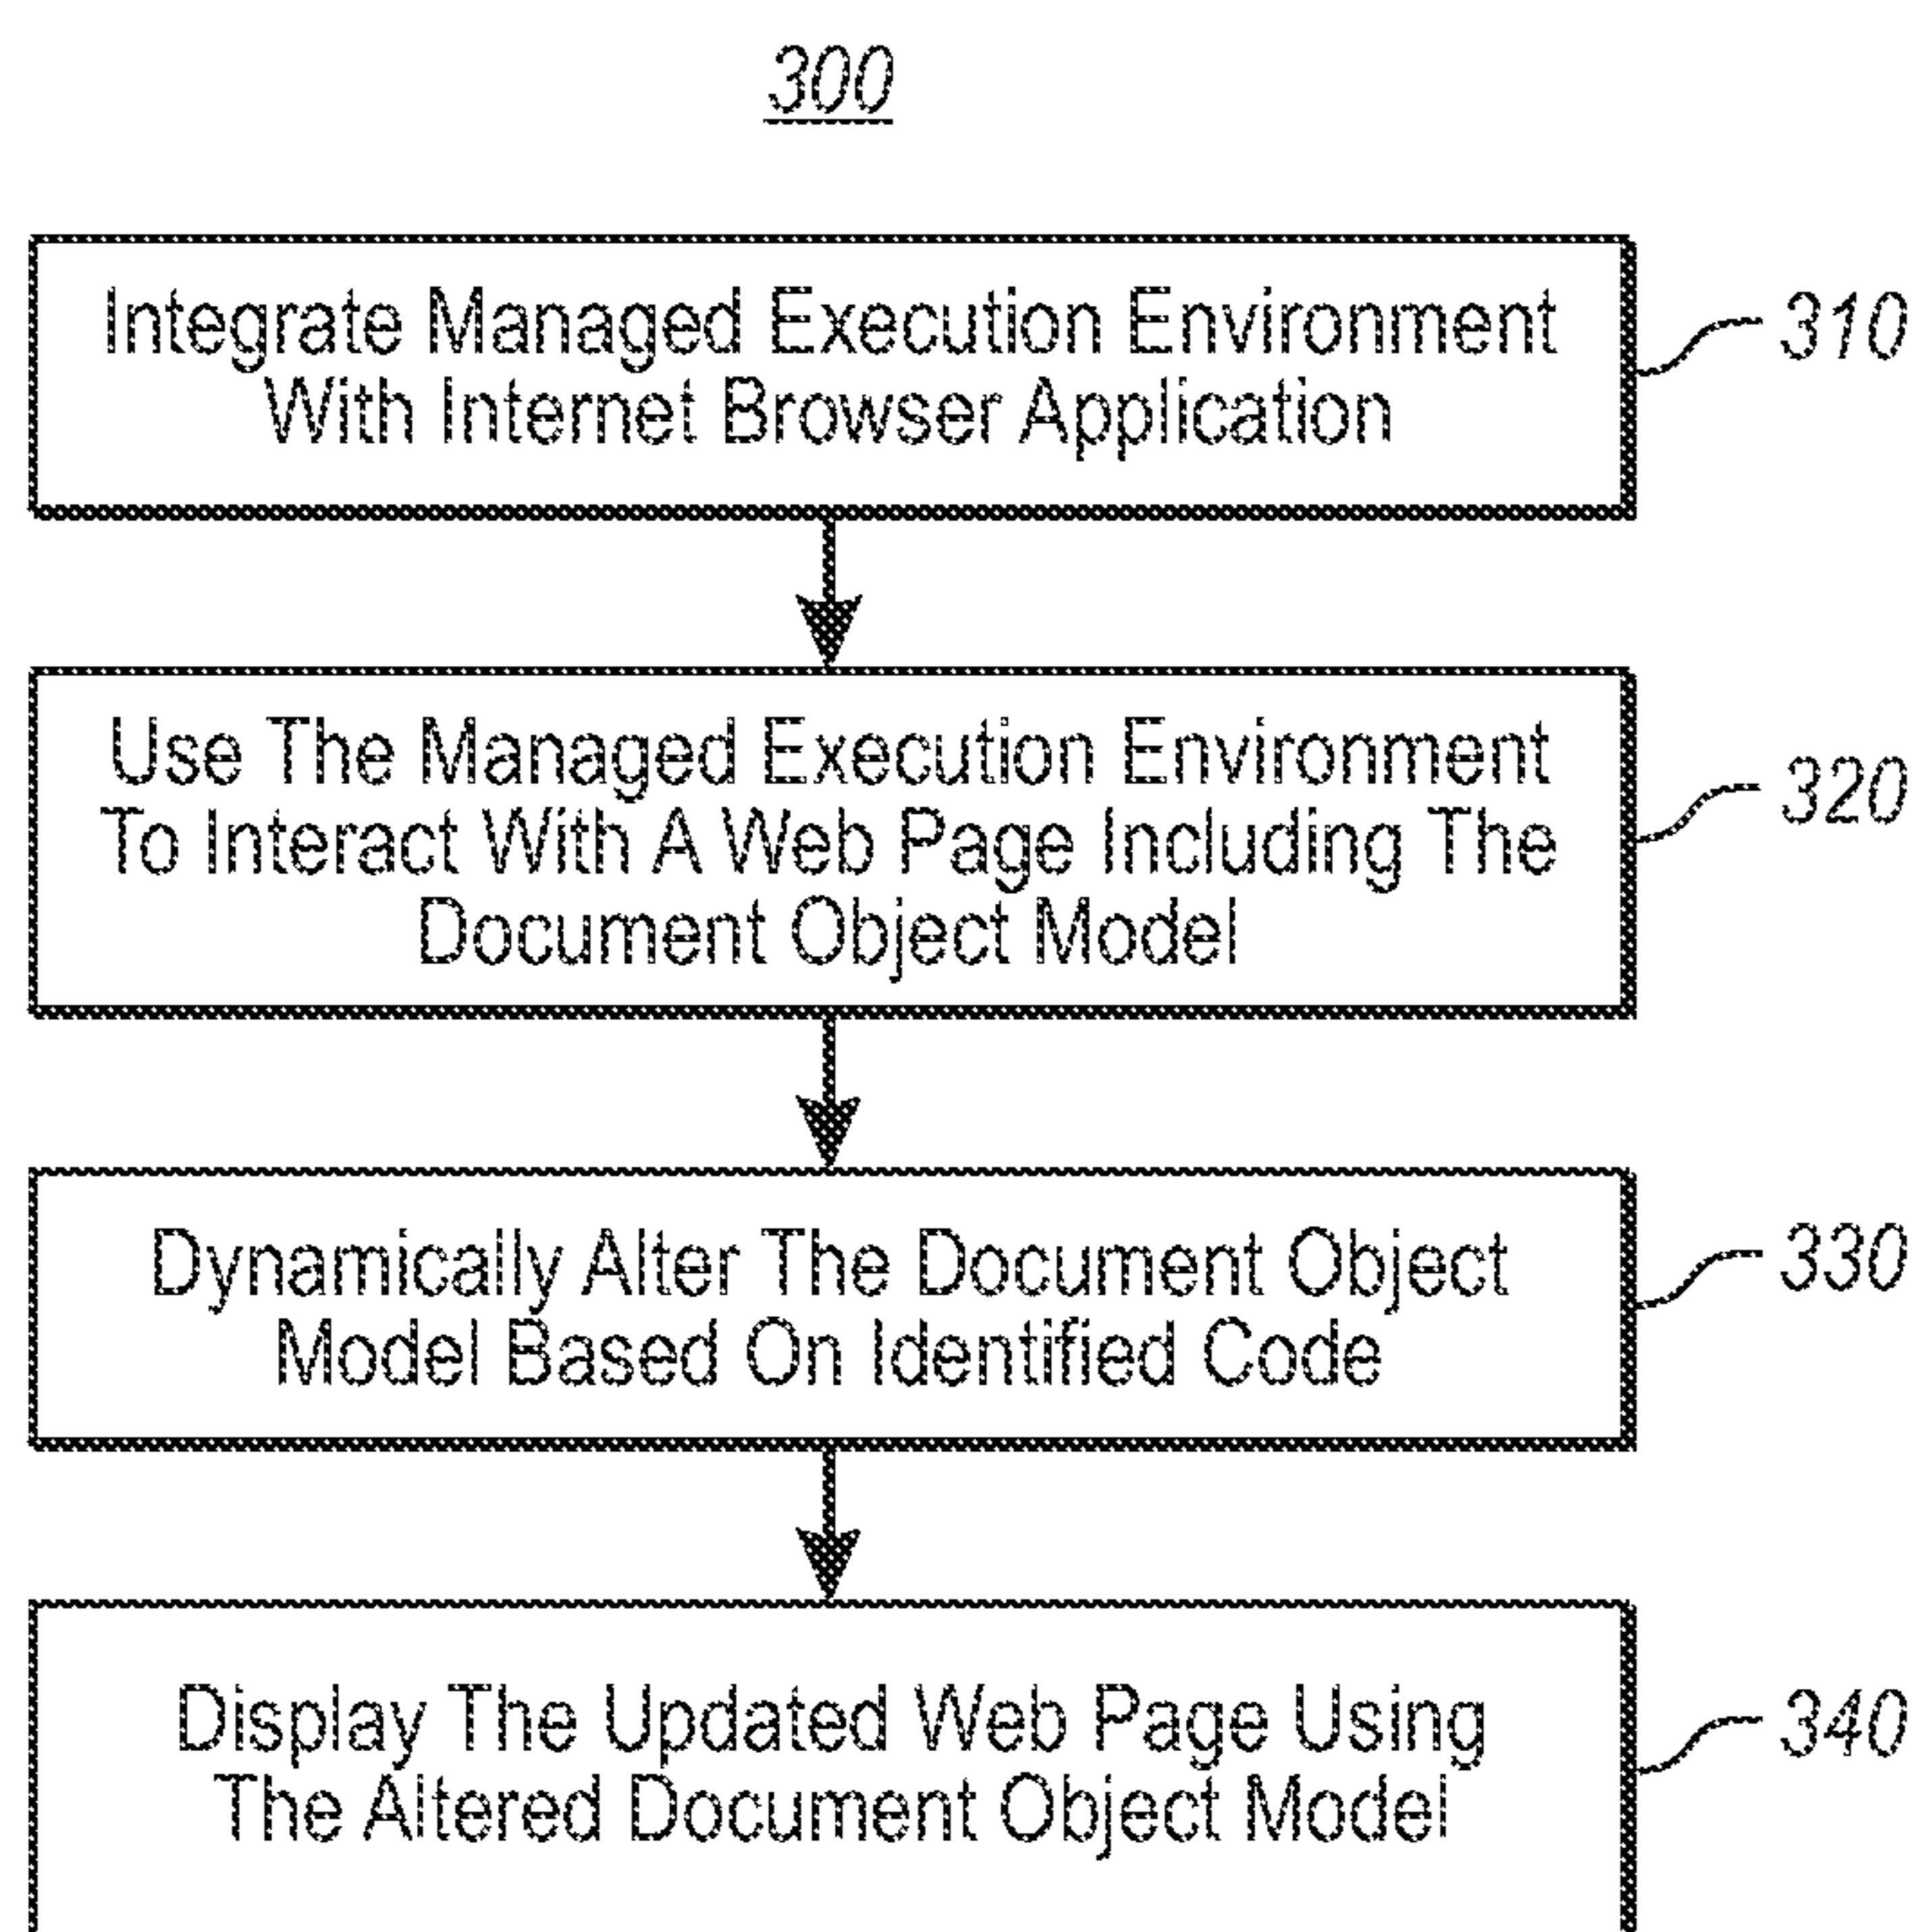 300
Integrate Managed Execution Environment
With Internet Browser Application
310
Use The Managed Execution Environment
To Interact With A Web Page Including The
Document Object Model
320
Dynamically Alter The Document Object
Model Based On Identified Code
330
Display The Updated Web Page Using
The Altered Document Object Model
340